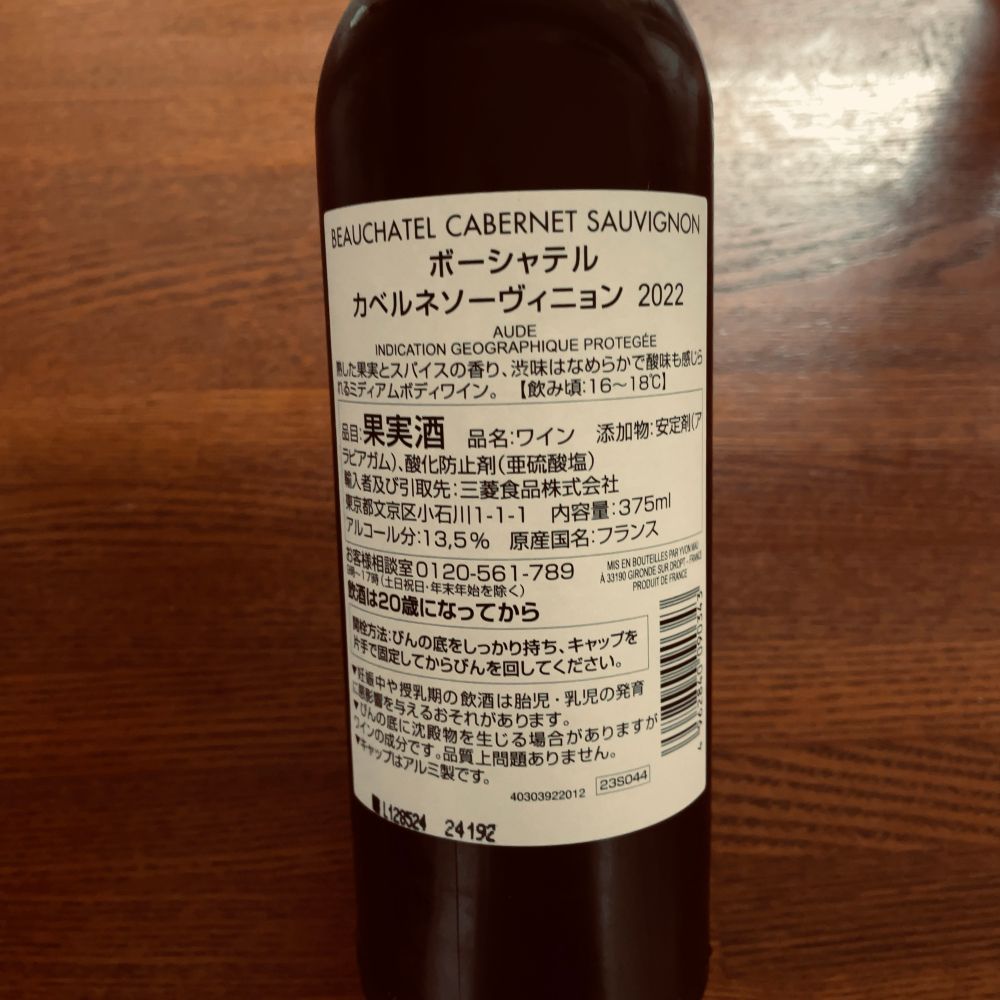 BEAUCHATEL CABERNET SAUVIGNON
ボーシャテル
カベルネソーヴィニョン 2022
AUDE
INDICATION GEOGRAPHIQUE PROTEGÉE
熟した果実とスパイスの香り、渋味はなめらかで酸味も感じら
れるミディアムボディワイン。【飲み頃:16〜18℃】
品目:果実酒 品名:ワイン 添加物:安定剤(ア
ラビアガム)、酸化防止剤(亜硫酸塩)
輸入者及び引取先:三菱食品株式会社
東京都文京区小石川1-1-1 内容量:375ml
アルコール分:13,5% 原産国名:フランス
お客様相談室0120-561-789
9時〜17時(土日祝日・年末年始を除く)
飲酒は20歳になってから
MIS EN BOUTEILLES PAR YVON MAU
À 33190 GIRONDE SUR DROPT - FRANCE
PRODUIT DE FRANCE
開栓方法:びんの底をしっかり持ち、キャップを
片手で固定してからびんを回してください。
▼妊娠中や授乳期の飲酒は胎児・乳児の発育
に悪影響を与えるおそれがあります。
▼びんの底に沈殿物を生じる場合がありますが
ワインの成分です。品質上問題ありません。
▼キャップはアルミ製です。
4 962840 090343
40303922012 23S044
L128524 24192